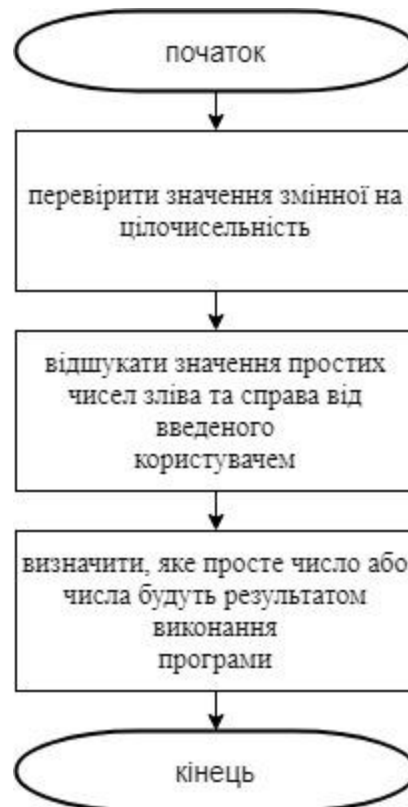 початок
перевірити значення змінної на
цілочисельність
відшукати значення простих
чисел зліва та справа від
введеного
користувачем
визначити, яке просте число або
числа будуть результатом
виконання
програми
кінець